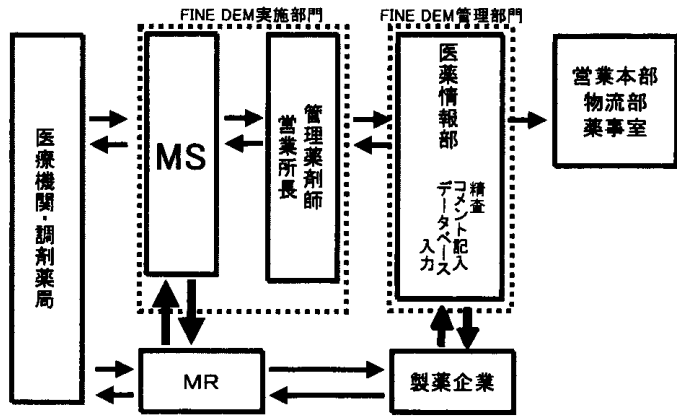 FINE DEM実施部門
FINE DEM管理部門
医療機関・調剤薬局
MS
管理薬剤師
営業所長
医薬情報部
精査
コメント記入
データベース
入力
営業本部
物流部
薬事室
MR
製薬企業